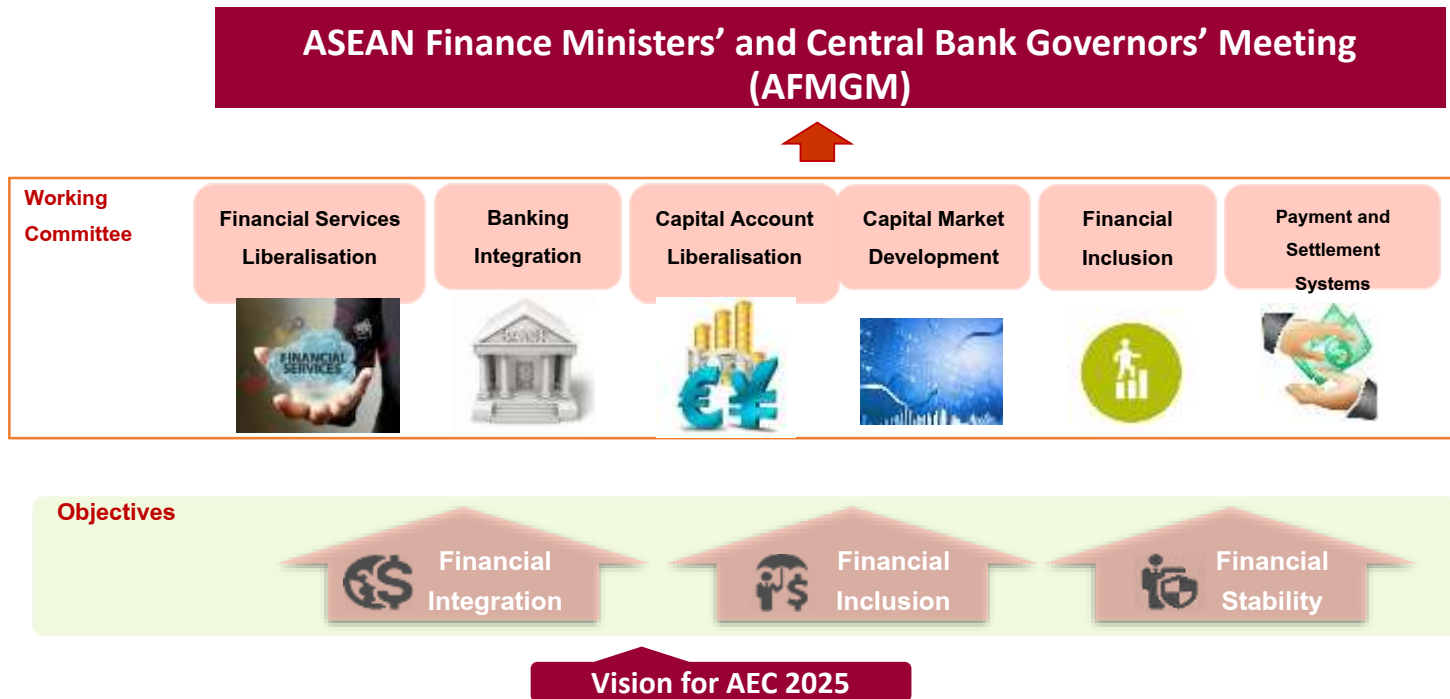 ASEAN Finance Ministers’ and Central Bank Governors’ Meeting
(AFMGM)
Working
Committee
Financial Services
Liberalisation
Banking
Integration
Capital Account
Liberalisation
Capital Market
Development
Financial
Inclusion
Payment and
Settlement
Systems
FINANCIAL
SERVICES
BANK
Objectives
Financial
Integration
Financial
Inclusion
Financial
Stability
Vision for AEC 2025